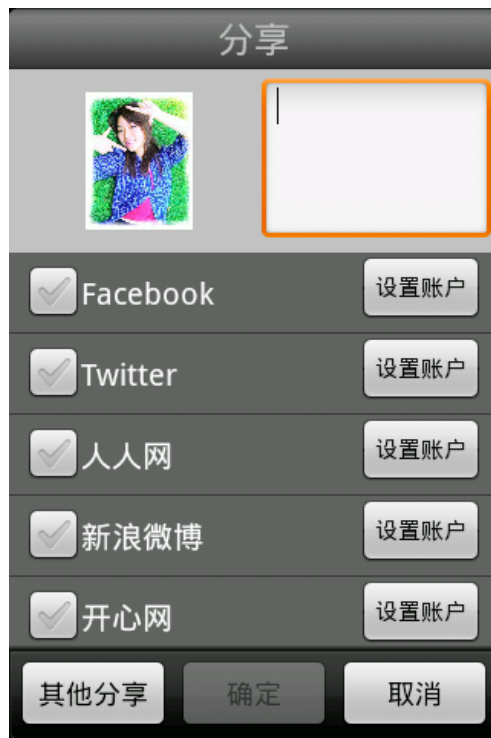 分享
Facebook 设置账户
Twitter 设置账户
人人网 设置账户
新浪微博 设置账户
开心网 设置账户
其他分享 确定 取消